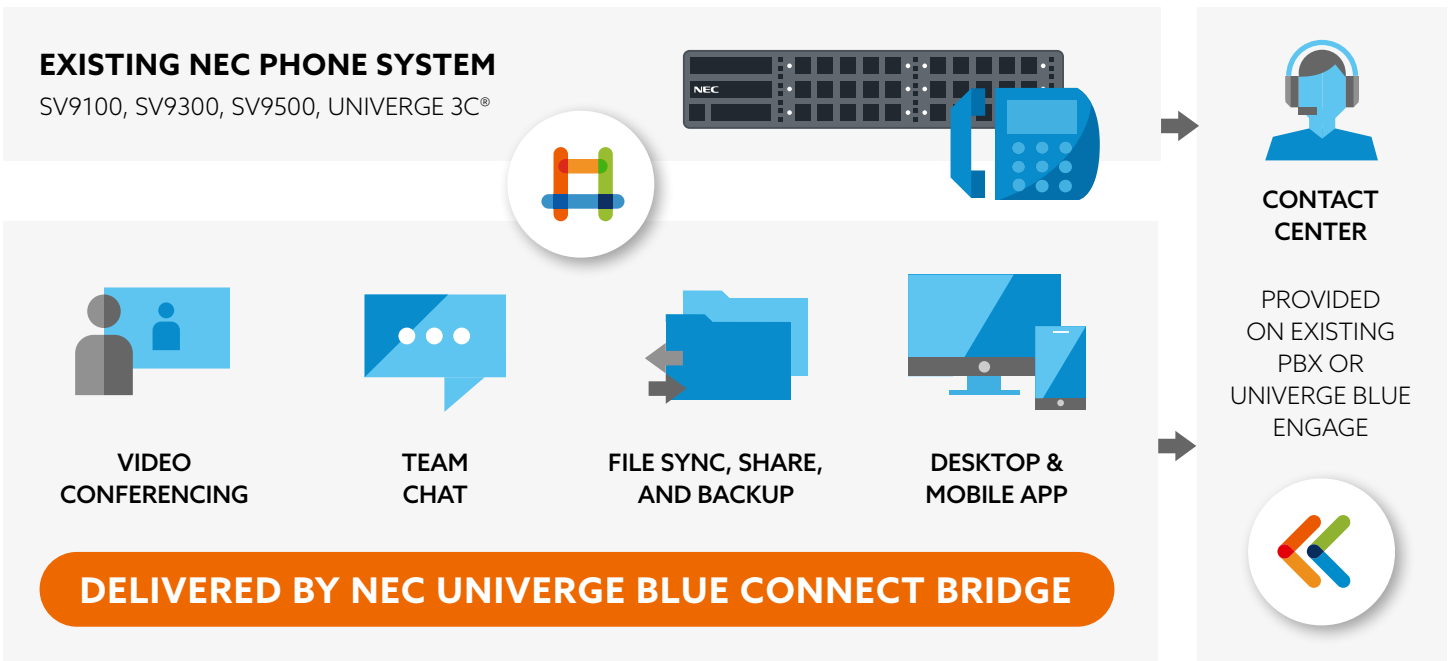 EXISTING NEC PHONE SYSTEM
SV9100, SV9300, SV9500, UNIVERGE 3C®
NEC
VIDEO
CONFERENCING
TEAM
CHAT
FILE SYNC, SHARE,
AND BACKUP
DESKTOP &
MOBILE APP
DELIVERED BY NEC UNIVERGE BLUE CONNECT BRIDGE
CONTACT
CENTER
PROVIDED
ON EXISTING
PBX OR
UNIVERGE BLUE
ENGAGE